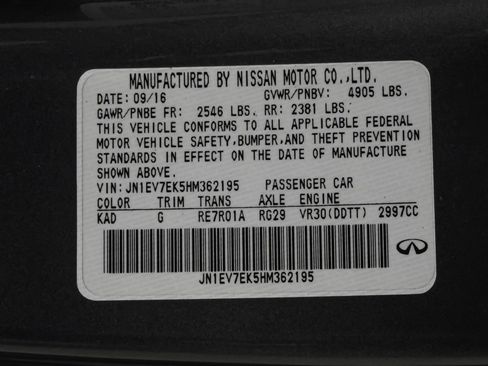 MANUFACTURED BY NISSAN MOTOR CO.,LTD.
DATE: 09/16 GVWR/PNBV: 4905 LBS.
GAWR/PNBE FR: 2546 LBS. RR: 2381 LBS.
THIS VEHICLE CONFORMS TO ALL APPLICABLE FEDERAL
MOTOR VEHICLE SAFETY,BUMPER,AND THEFT PREVENTION
STANDARDS IN EFFECT ON THE DATE OF MANUFACTURE
SHOWN ABOVE.
VIN: JN1EV7EK5HM362195 PASSENGER CAR
COLOR TRIM TRANS AXLE ENGINE
KAD G RE7R01A RG29 VR30(DDTT) 2997CC
JN1EV7EK5HM362195